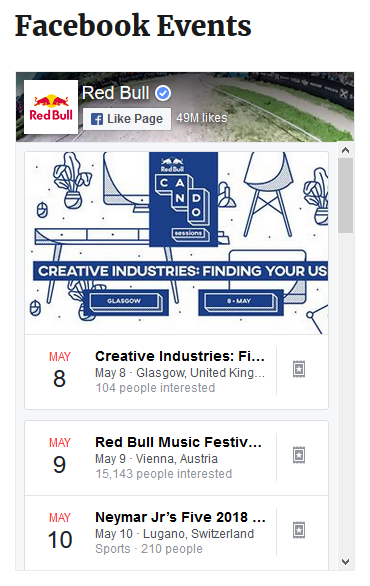 Facebook Events
Red Bull
Red Bull
Like Page
49M likes
Red Bull
CAN
DO
sessions
CREATIVE INDUSTRIES: FINDING YOUR US
GLASGOW
8 • MAY
MAY
8
Creative Industries: Fi...
May 8 · Glasgow, United King...
104 people interested
MAY
9
Red Bull Music Festiv...
May 9 · Vienna, Austria
15,143 people interested
MAY
10
Neymar Jr's Five 2018 ...
May 10 · Lugano, Switzerland
Sports · 210 people